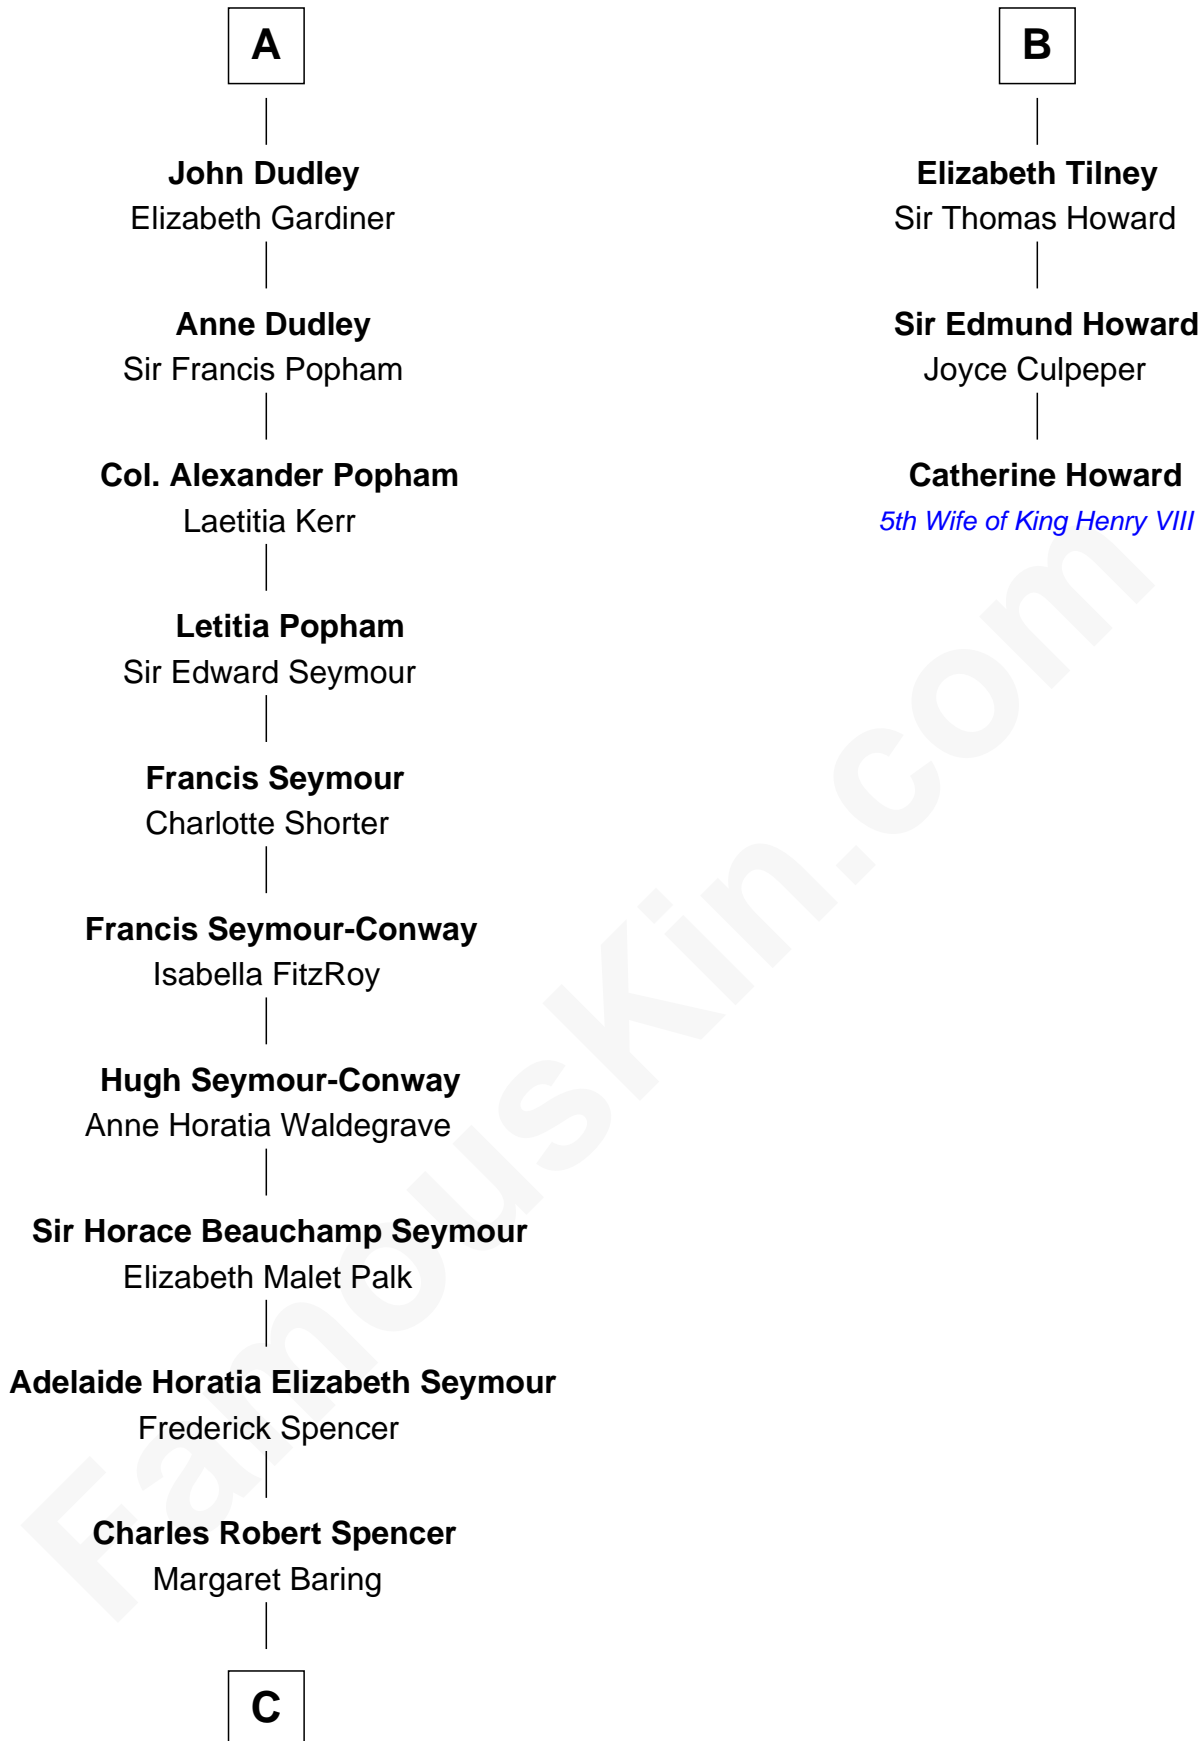 A
John Dudley
Elizabeth Gardiner
Anne Dudley
Sir Francis Popham
Col. Alexander Popham
Laetitia Kerr
Letitia Popham
Sir Edward Seymour
Francis Seymour
Charlotte Shorter
Francis Seymour-Conway
Isabella FitzRoy
Hugh Seymour-Conway
Anne Horatia Waldegrave
Sir Horace Beauchamp Seymour
Elizabeth Malet Palk
Adelaide Horatia Elizabeth Seymour
Frederick Spencer
Charles Robert Spencer
Margaret Baring
C
B
Elizabeth Tilney
Sir Thomas Howard
Sir Edmund Howard
Joyce Culpeper
Catherine Howard
5th Wife of King Henry VIII
FamousKin.com